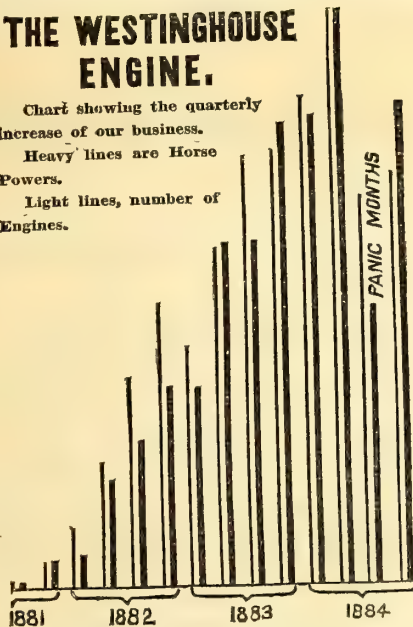 THE WESTINGHOUSE
ENGINE.
Chart showing the quarterly
increase of our business.
Heavy lines are Horse
Powers.
Light lines, number of
Engines.
PANIC MONTHS
1881
1882
1883
1884